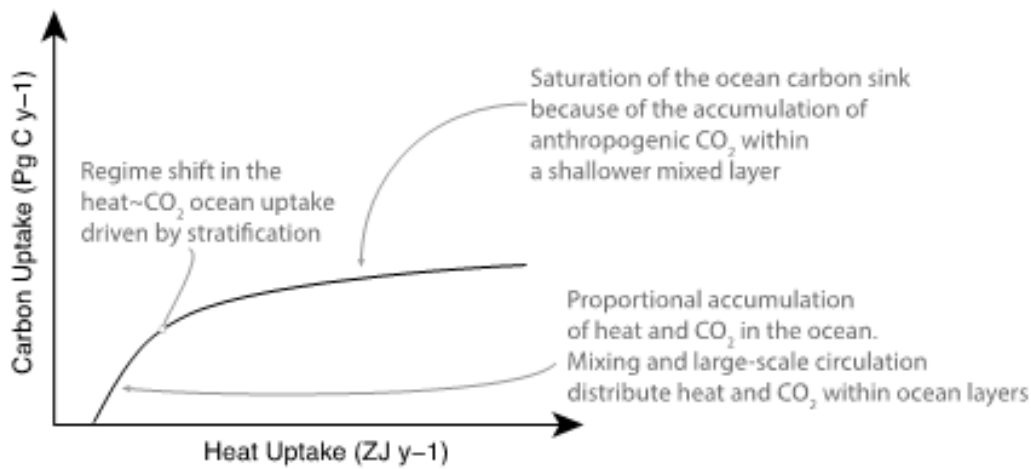 Saturation of the ocean carbon sink
because of the accumulation of
anthropogenic CO₂ within
a shallower mixed layer
Regime shift in the
heat~CO₂ ocean uptake
driven by stratification
Proportional accumulation
of heat and CO₂ in the ocean.
Mixing and large-scale circulation
distribute heat and CO₂ within ocean layers
Carbon Uptake (Pg C y−1)
Heat Uptake (ZJ y−1)